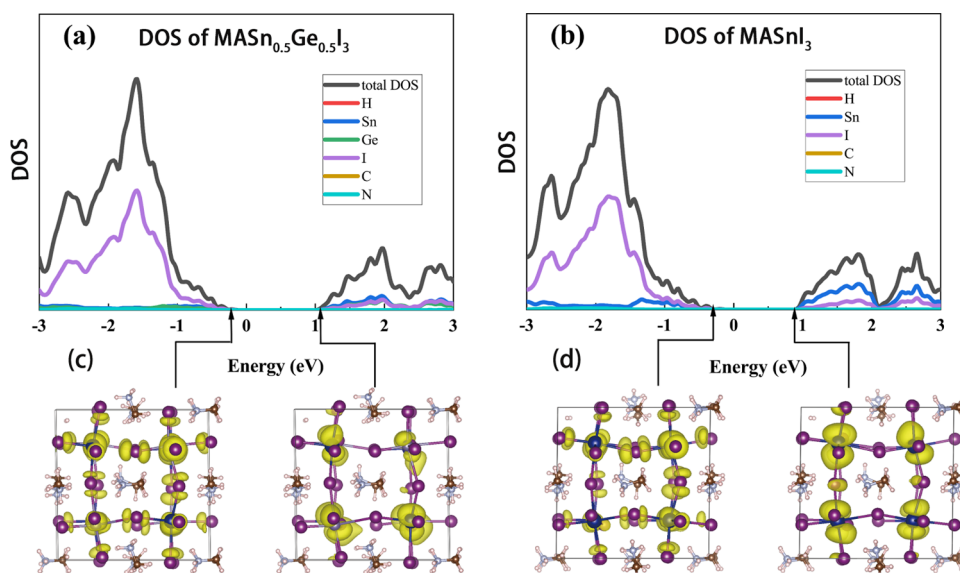 (a)
DOS of MASn0.5Ge0.5I3
DOS
total DOS
H
Sn
Ge
I
C
N
-3 -2 -1 0 1 2 3
Energy (eV)
(b)
DOS of MASnI3
DOS
total DOS
H
Sn
I
C
N
-3 -2 -1 0 1 2 3
Energy (eV)
(c)
(d)